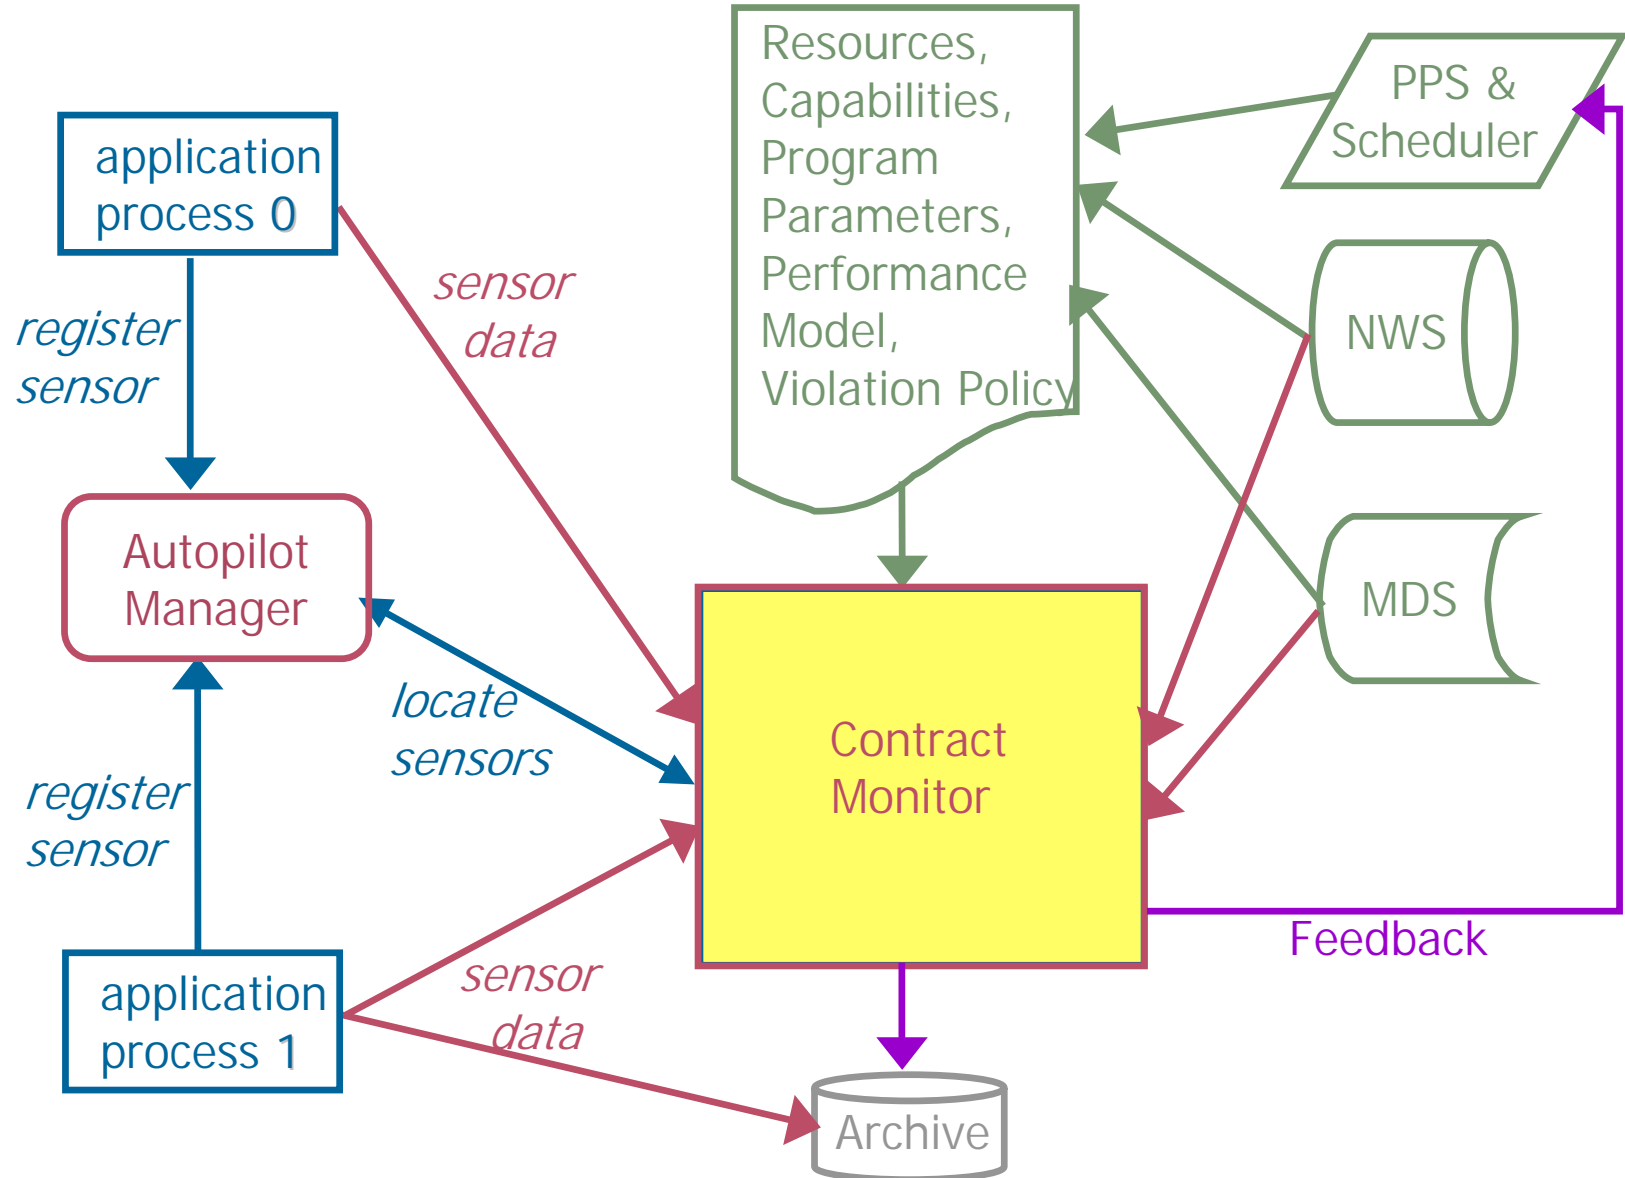 Resources,
Capabilities,
Program
Parameters,
Performance
Model,
Violation Policy
PPS &
Scheduler
application
process 0
sensor
data
register
sensor
NWS
Autopilot
Manager
MDS
locate
sensors
Contract
Monitor
register
sensor
Feedback
application
process 1
sensor
data
Archive